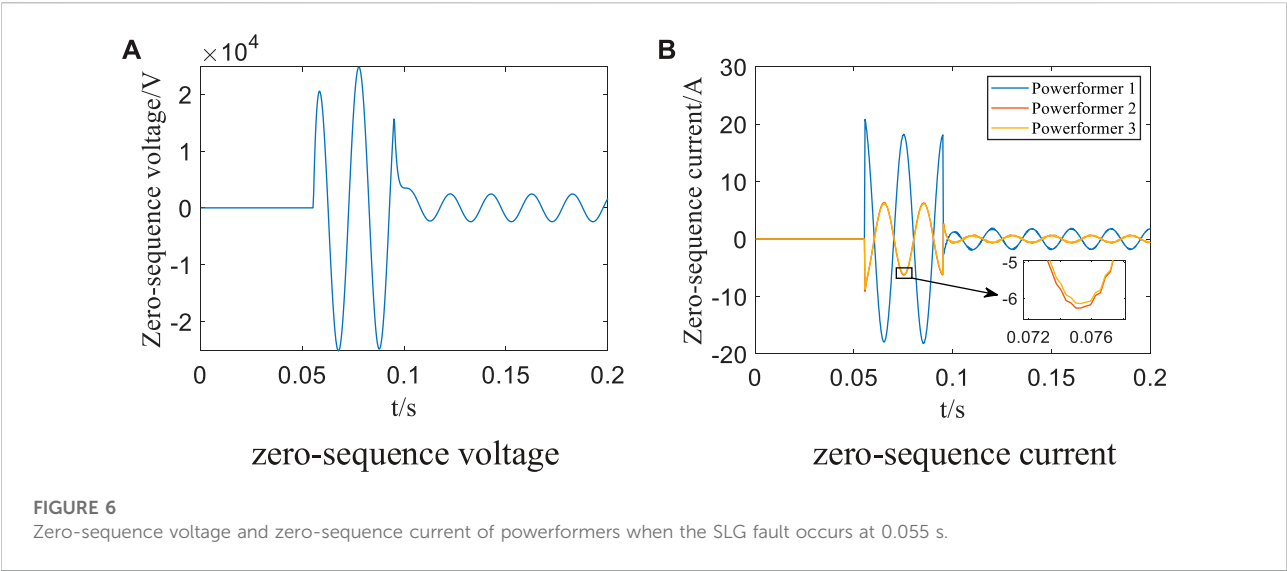 A
×10⁴
Zero-sequence voltage/V
2
1
0
-1
-2
0
0.05
0.1
0.15
0.2
t/s
zero-sequence voltage
B
Zero-sequence current/A
30
20
10
0
-10
-20
Powerformer 1
Powerformer 2
Powerformer 3
-5
-6
0.072
0.076
0
0.05
0.1
0.15
0.2
t/s
zero-sequence current
FIGURE 6
Zero-sequence voltage and zero-sequence current of powerformers when the SLG fault occurs at 0.055 s.